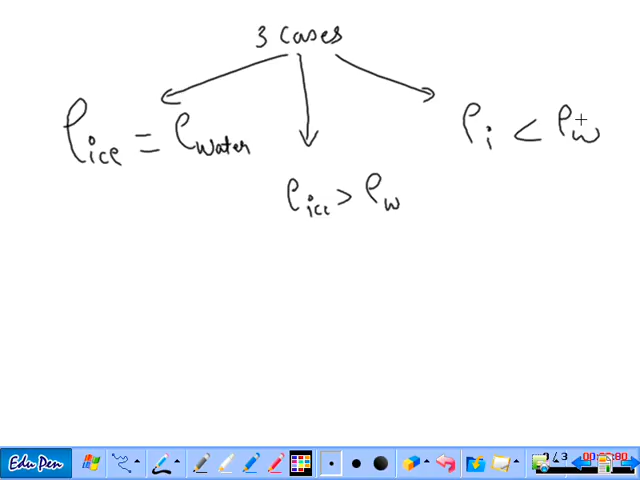 3 cases
ρice = ρwater
ρi < ρw
ρice > ρw
Edu Pen